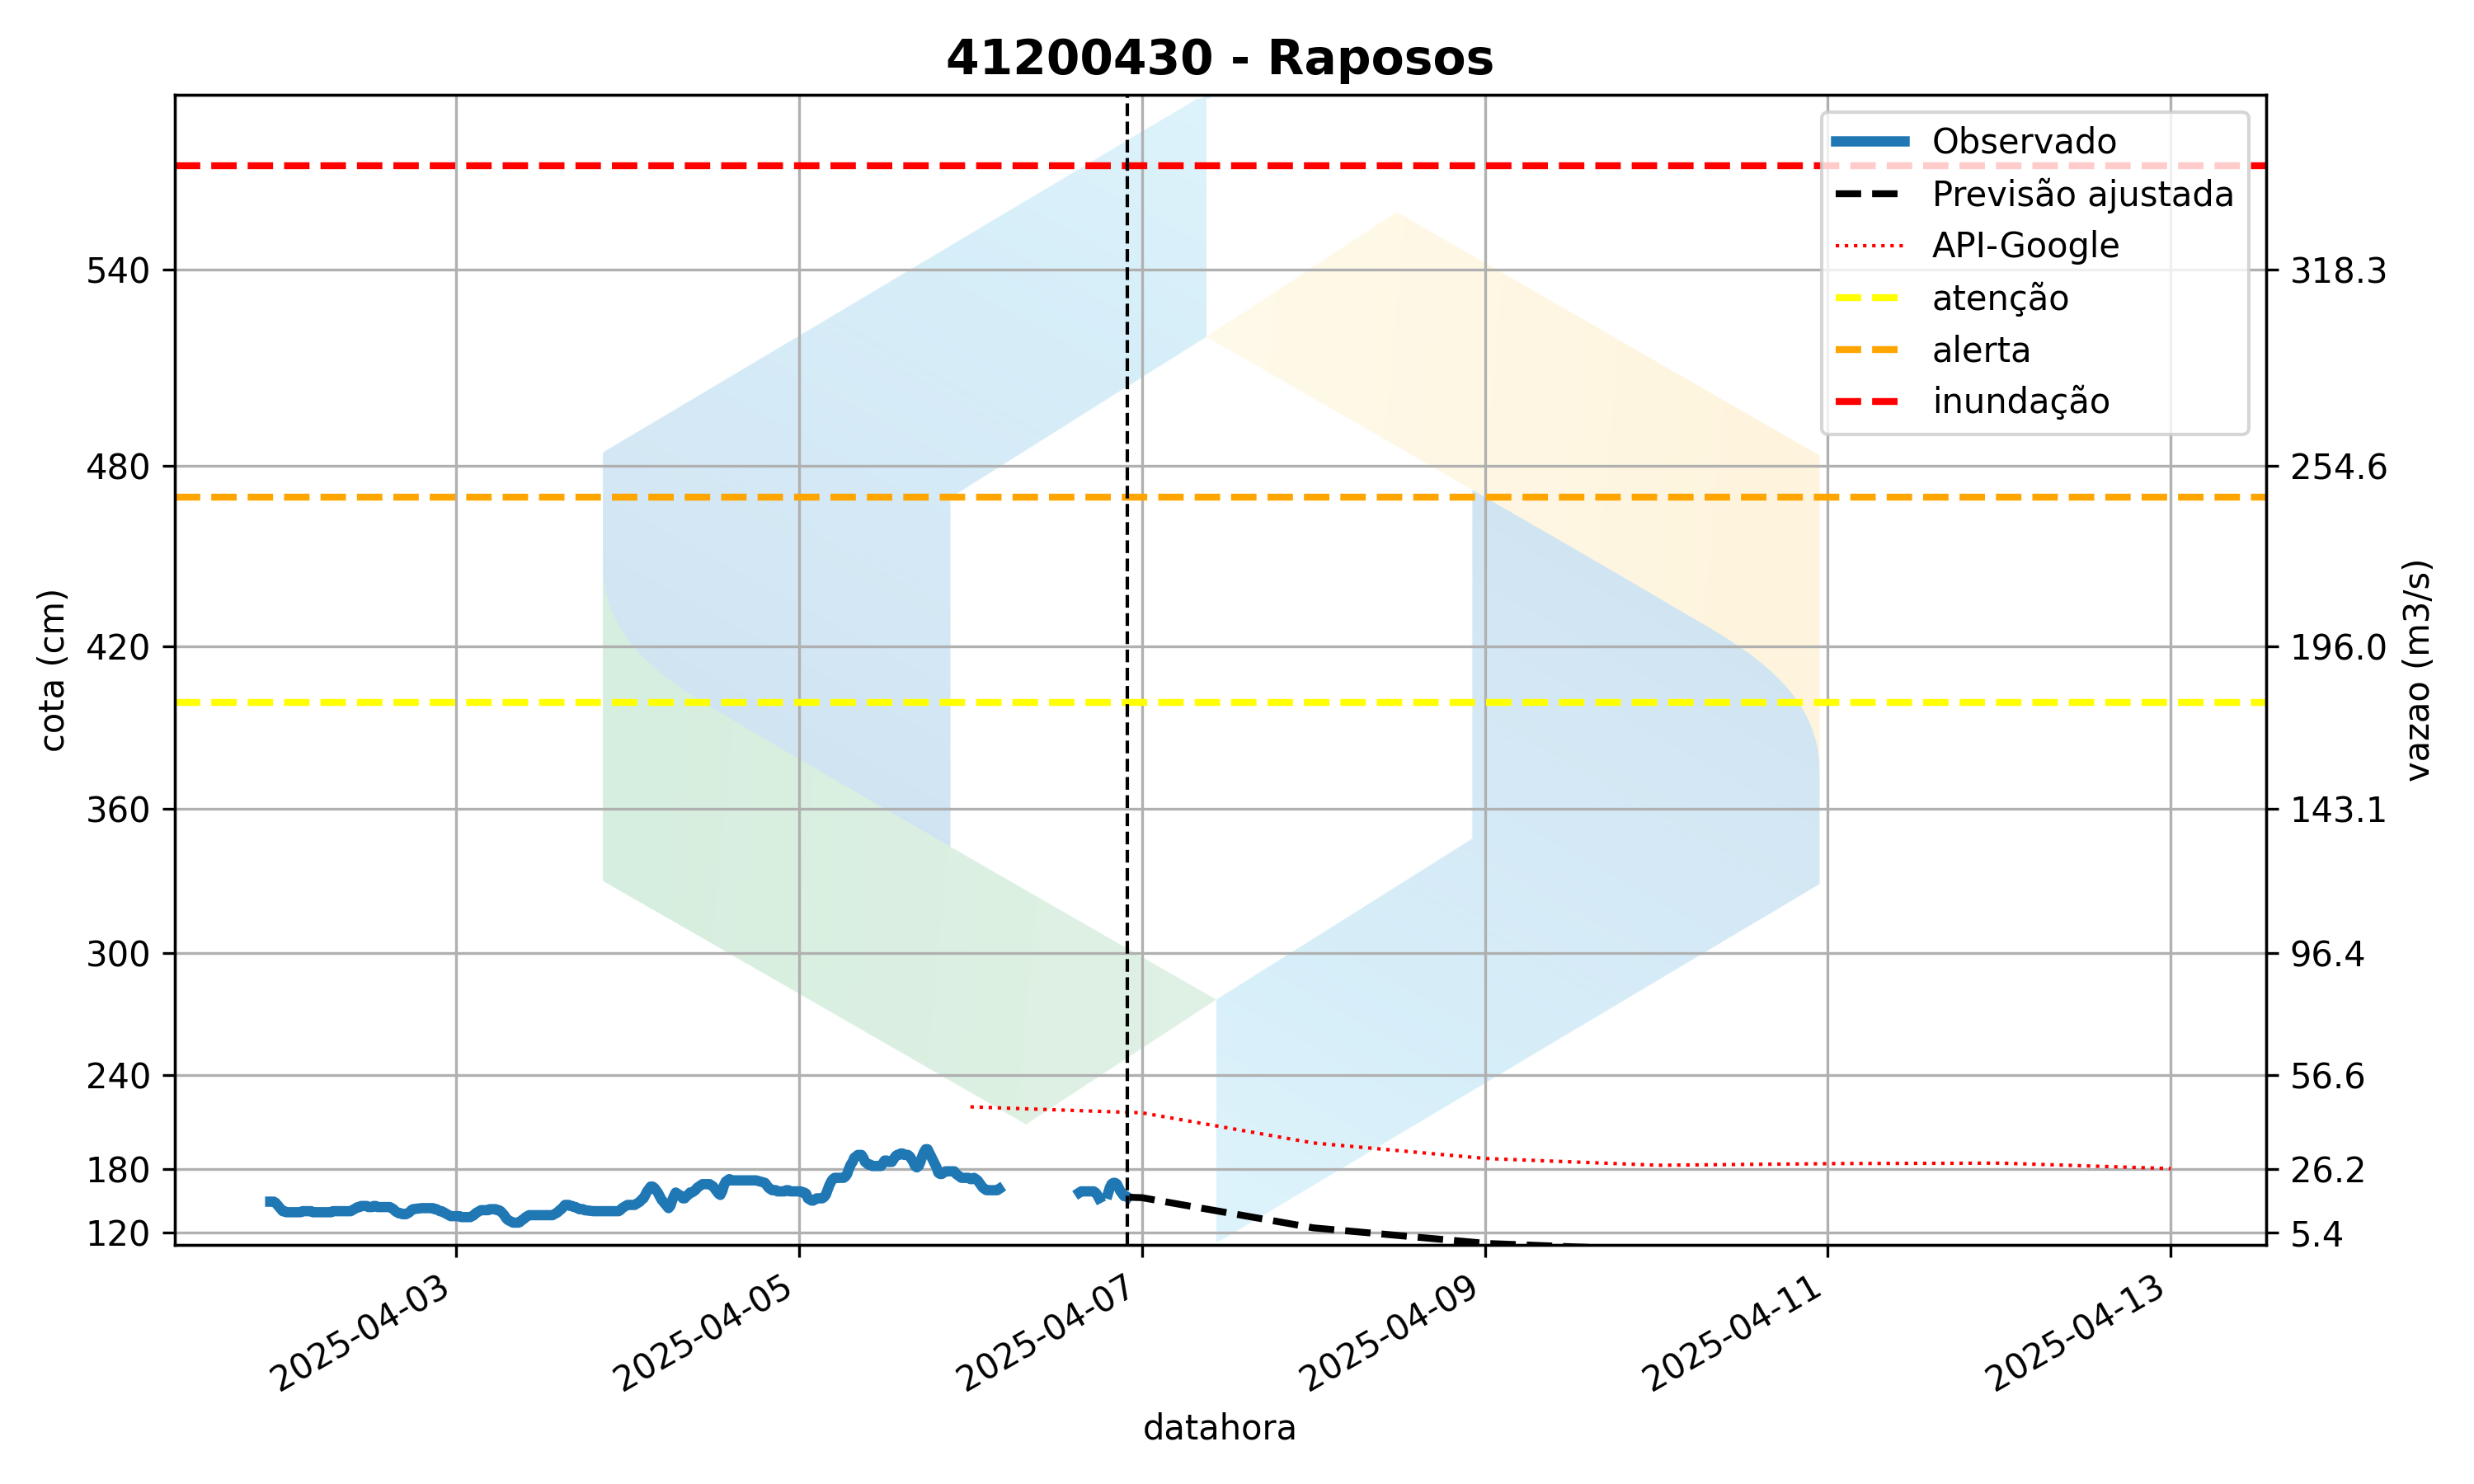 41200430 - Raposos
Observado
Previsão ajustada
API-Google
atenção
alerta
inundação
540
480
420
360
300
240
180
120
cota (cm)
318.3
254.6
196.0
143.1
96.4
56.6
26.2
5.4
vazao (m3/s)
2025-04-03
2025-04-05
2025-04-07
2025-04-09
2025-04-11
2025-04-13
datahora